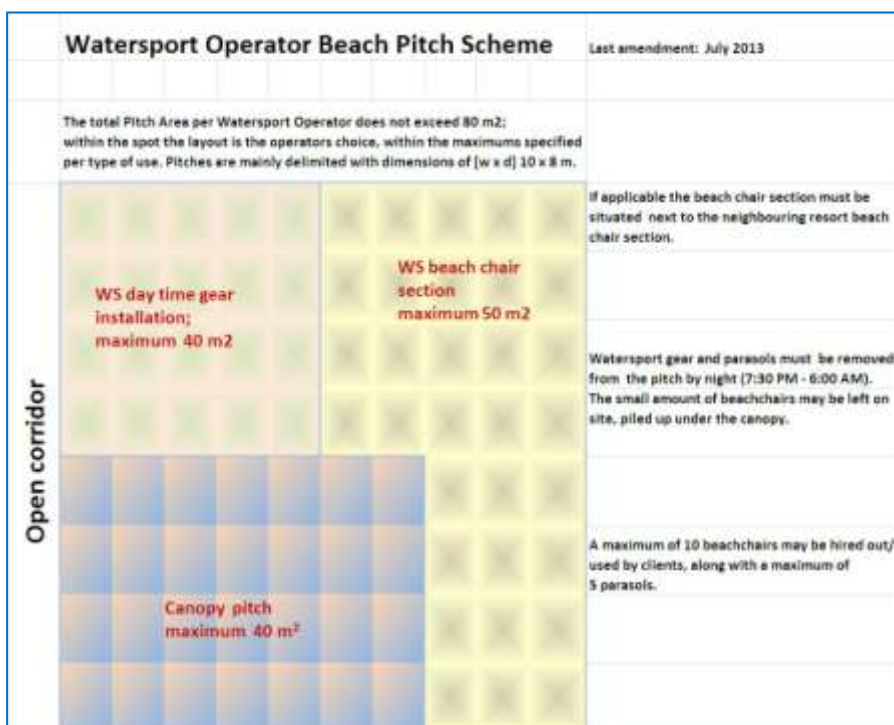 Watersport Operator Beach Pitch Scheme
Last amendment: July 2013
The total Pitch Area per Watersport Operator does not exceed 80 m2;
within the spot the layout is the operators choice, within the maximums specified
per type of use. Pitches are mainly delimited with dimensions of [w x d] 10 x 8 m.
If applicable the beach chair section must be
situated next to the neighbouring resort beach
chair section.
WS day time gear
installation;
maximum 40 m2
WS beach chair
section
maximum 50 m2
Watersport gear and parasols must be removed
from the pitch by night (7:30 PM - 6:00 AM).
The small amount of beachchairs may be left on
site, piled up under the canopy.
Open corridor
A maximum of 10 beachchairs may be hired out/
used by clients, along with a maximum of
5 parasols.
Canopy pitch
maximum 40 m²